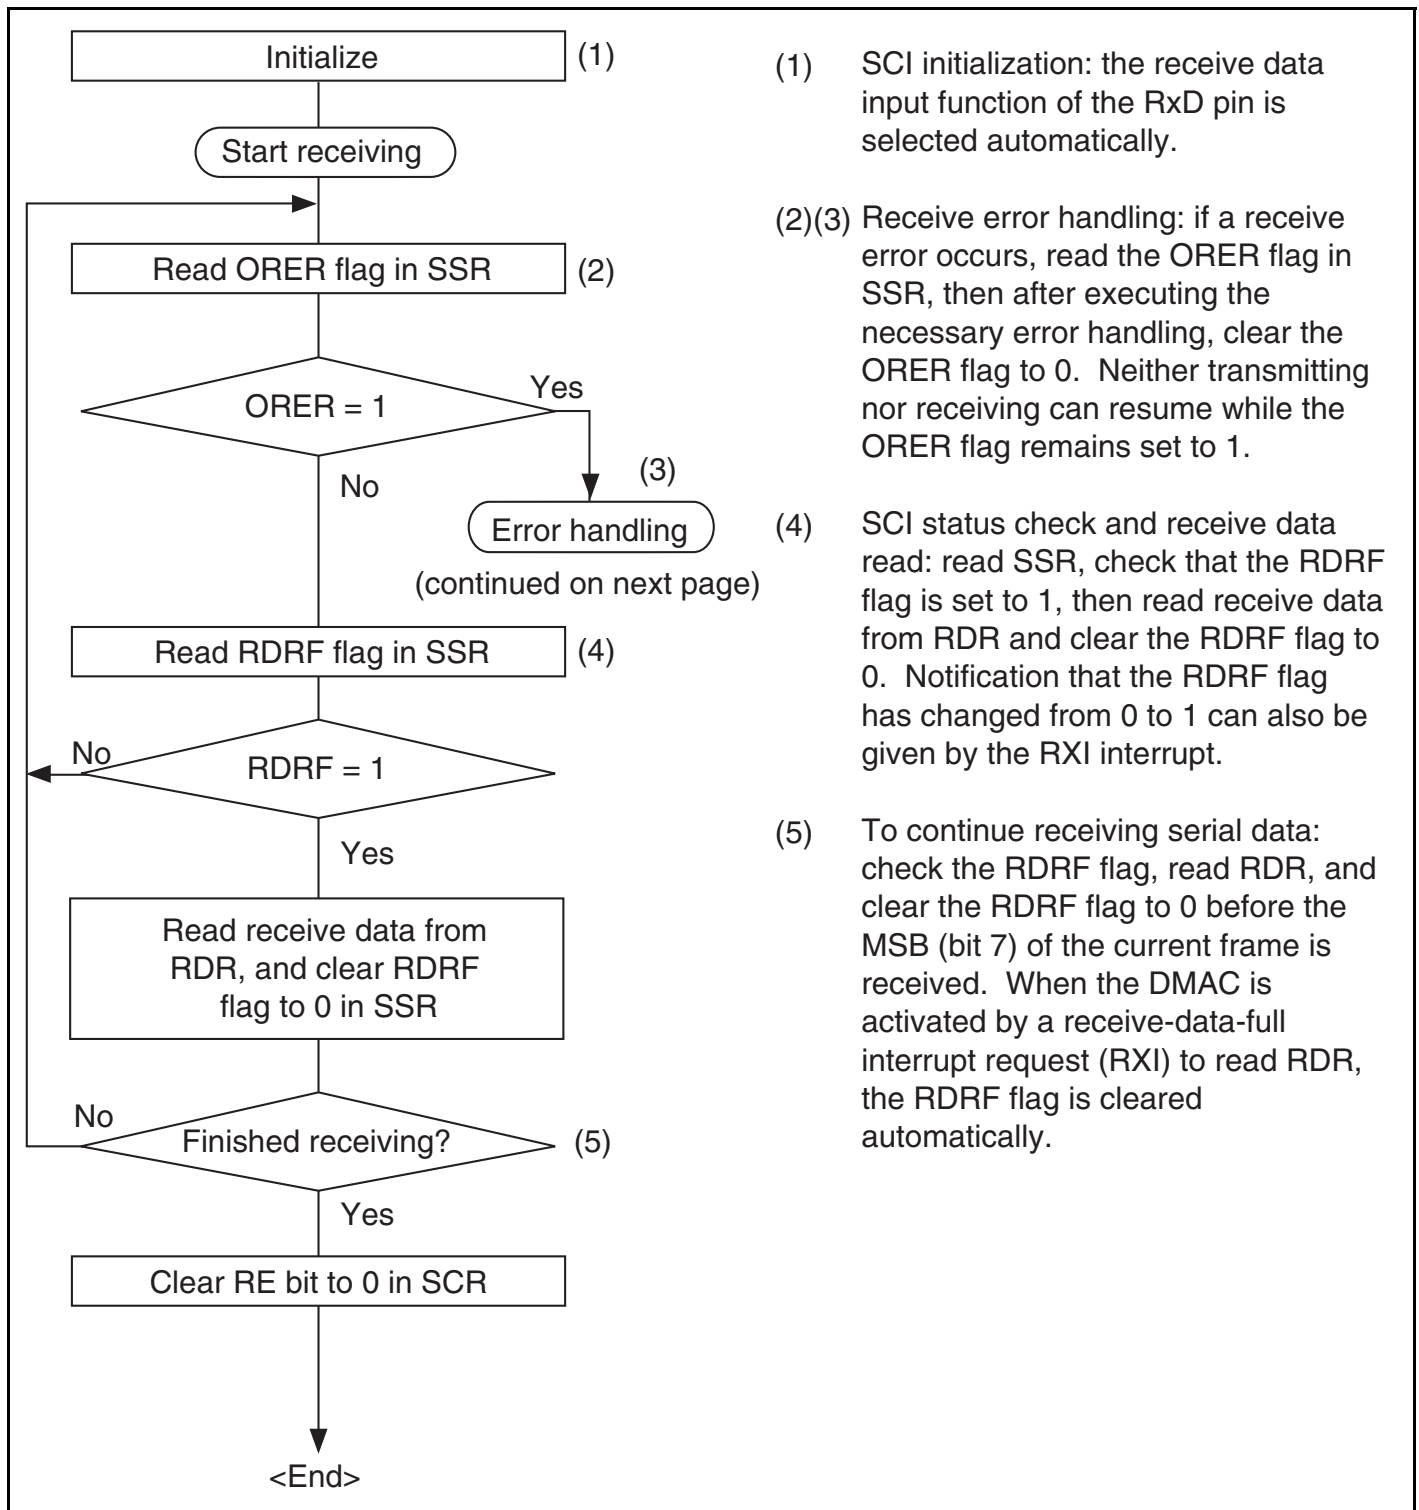 Initialize
(1)
Start receiving
Read ORER flag in SSR
(2)
ORER = 1
Yes
No
(3)
Error handling
(continued on next page)
Read RDRF flag in SSR
(4)
No
RDRF = 1
Yes
Read receive data from
RDR, and clear RDRF
flag to 0 in SSR
No
Finished receiving?
(5)
Yes
Clear RE bit to 0 in SCR
<End>
(1) SCI initialization: the receive data
input function of the RxD pin is
selected automatically.
(2)(3) Receive error handling: if a receive
error occurs, read the ORER flag in
SSR, then after executing the
necessary error handling, clear the
ORER flag to 0. Neither transmitting
nor receiving can resume while the
ORER flag remains set to 1.
(4) SCI status check and receive data
read: read SSR, check that the RDRF
flag is set to 1, then read receive data
from RDR and clear the RDRF flag to
0. Notification that the RDRF flag
has changed from 0 to 1 can also be
given by the RXI interrupt.
(5) To continue receiving serial data:
check the RDRF flag, read RDR, and
clear the RDRF flag to 0 before the
MSB (bit 7) of the current frame is
received. When the DMAC is
activated by a receive-data-full
interrupt request (RXI) to read RDR,
the RDRF flag is cleared
automatically.